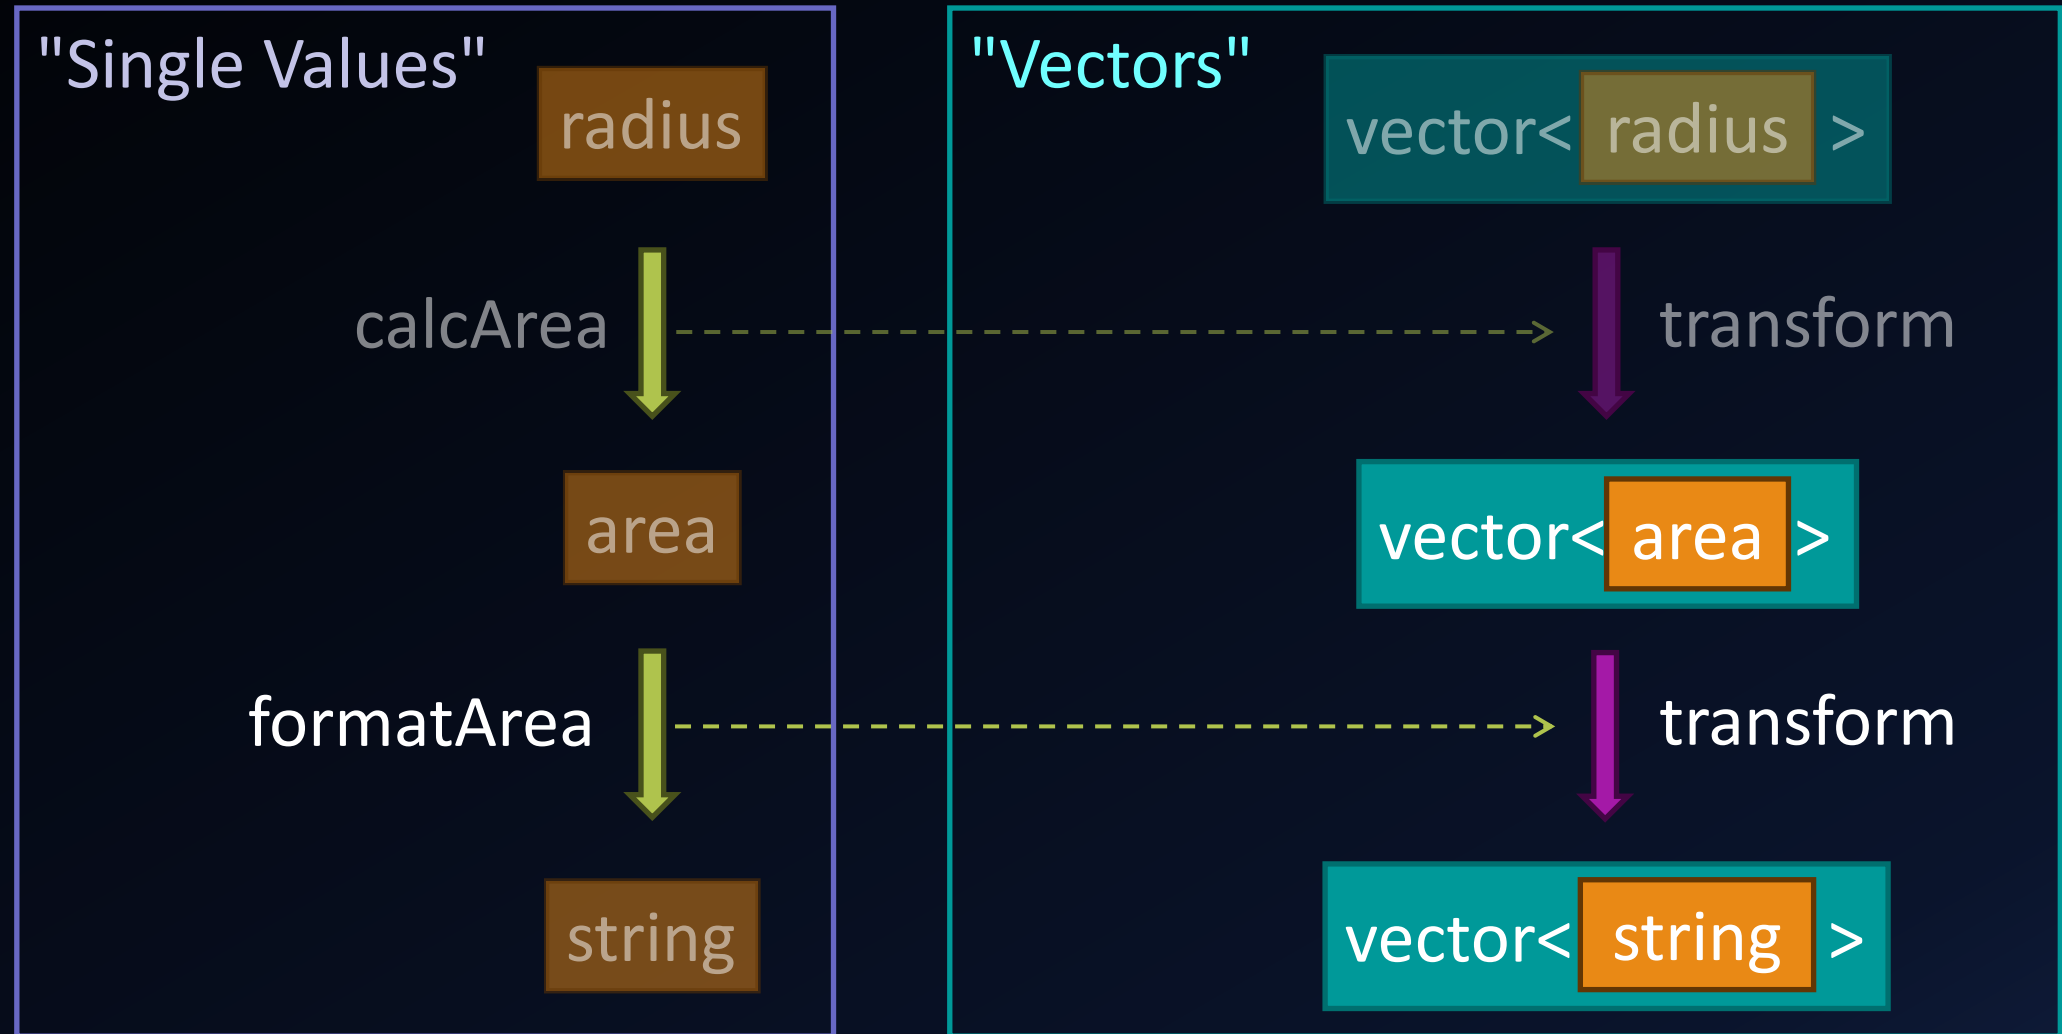 "Single Values"
radius
calcArea
area
formatArea
string
"Vectors"
vector< radius >
transform
vector< area >
transform
vector< string >